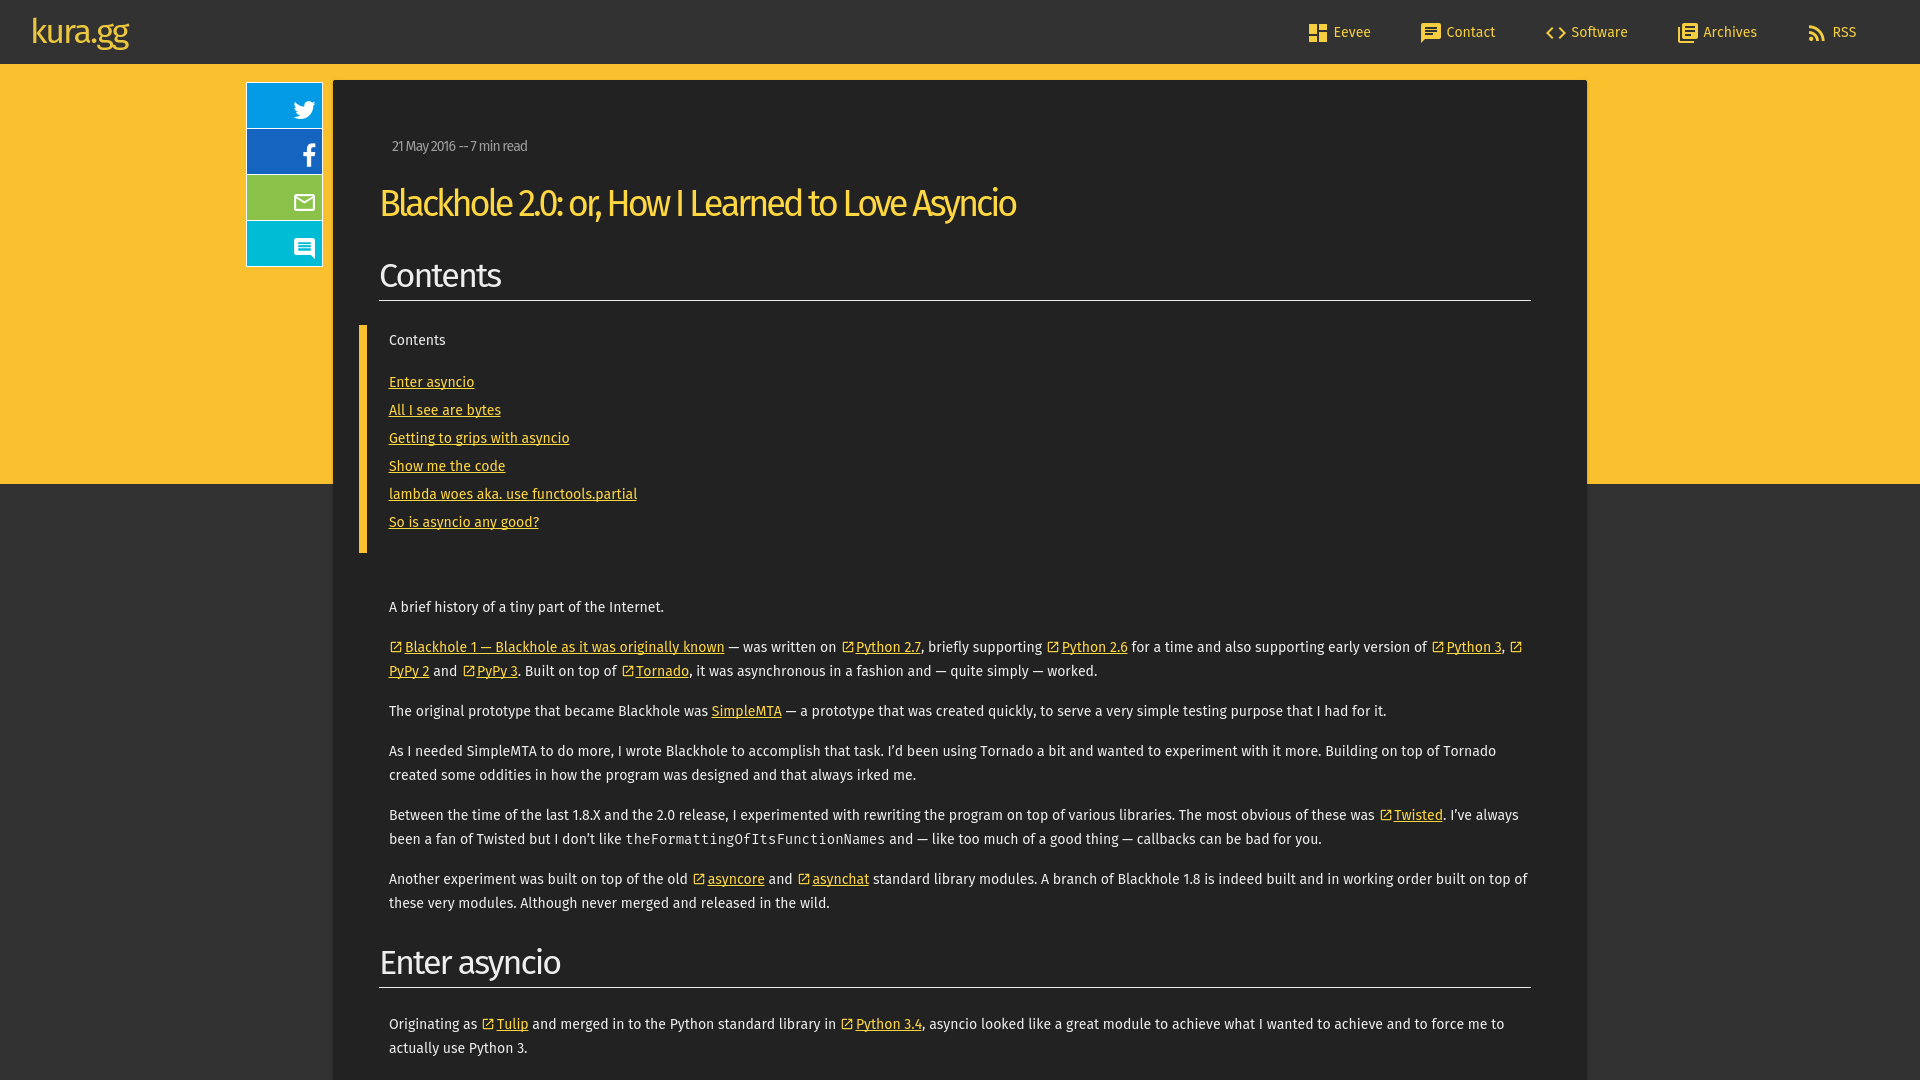 kura.gg
Eevee
Contact
Software
Archives
RSS
21 May 2016 -- 7 min read
Blackhole 2.0: or, How I Learned to Love Asyncio
Contents
Contents
Enter asyncio
All I see are bytes
Getting to grips with asyncio
Show me the code
lambda woes aka. use functools.partial
So is asyncio any good?
A brief history of a tiny part of the Internet.
Blackhole 1 — Blackhole as it was originally known — was written on Python 2.7, briefly supporting Python 2.6 for a time and also supporting early version of Python 3,
PyPy 2 and PyPy 3. Built on top of Tornado, it was asynchronous in a fashion and — quite simply — worked.
The original prototype that became Blackhole was SimpleMTA — a prototype that was created quickly, to serve a very simple testing purpose that I had for it.
As I needed SimpleMTA to do more, I wrote Blackhole to accomplish that task. I’d been using Tornado a bit and wanted to experiment with it more. Building on top of Tornado
created some oddities in how the program was designed and that always irked me.
Between the time of the last 1.8.X and the 2.0 release, I experimented with rewriting the program on top of various libraries. The most obvious of these was Twisted. I’ve always
been a fan of Twisted but I don’t like theFormattingOfItsFunctionNames and — like too much of a good thing — callbacks can be bad for you.
Another experiment was built on top of the old asyncore and asynchat standard library modules. A branch of Blackhole 1.8 is indeed built and in working order built on top of
these very modules. Although never merged and released in the wild.
Enter asyncio
Originating as Tulip and merged in to the Python standard library in Python 3.4, asyncio looked like a great module to achieve what I wanted to achieve and to force me to
actually use Python 3.